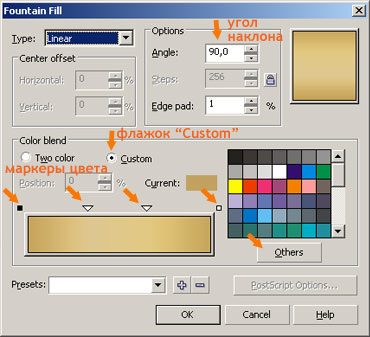 Fountain Fill
Type: Linear
Options
угол
наклона
Angle: 90,0
Center offset
Horizontal: 0 %
Steps: 256
Vertical: 0 %
Edge pad: 1 %
Color blend
флажок “Custom”
Two color
Custom
маркеры цвета
Position: 0 %
Current:
Others
Presets:
PostScript Options...
OK
Cancel
Help